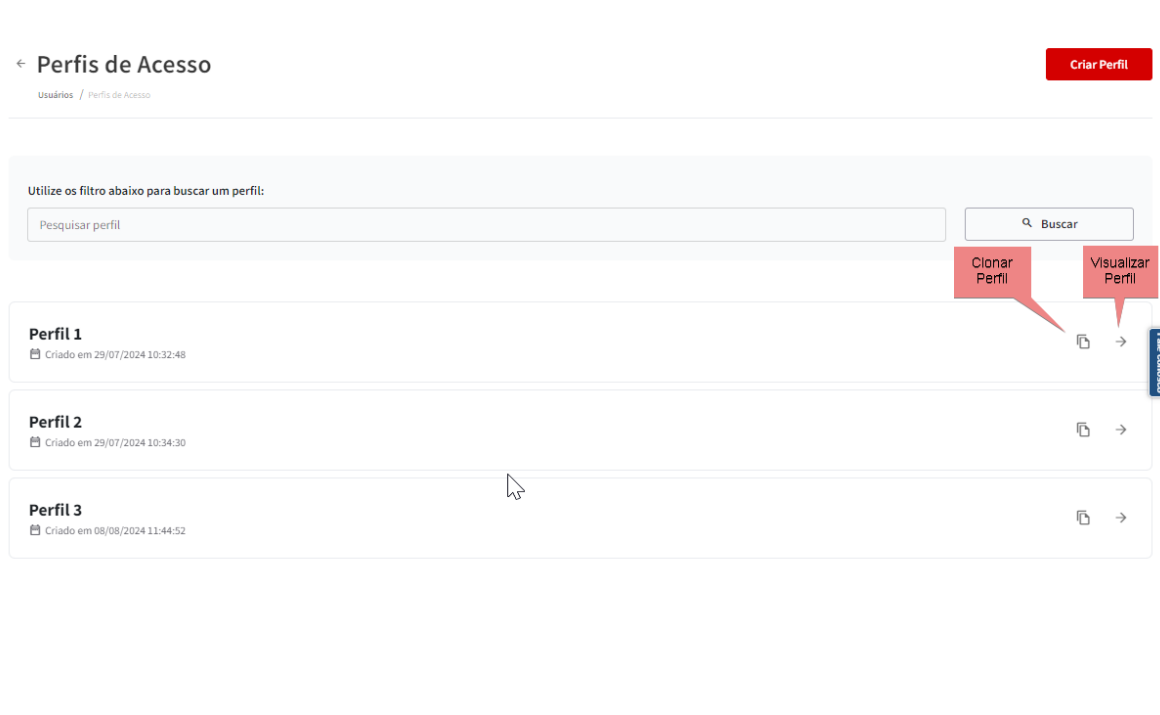 Perfis de Acesso
Criar Perfil
Usuários / Perfis de Acesso
Utilize os filtro abaixo para buscar um perfil:
Pesquisar perfil
Buscar
Clonar
Perfil
Visualizar
Perfil
Perfil 1
Criado em 29/07/2024 10:32:48
Perfil 2
Criado em 29/07/2024 10:34:30
Perfil 3
Criado em 08/08/2024 11:44:52